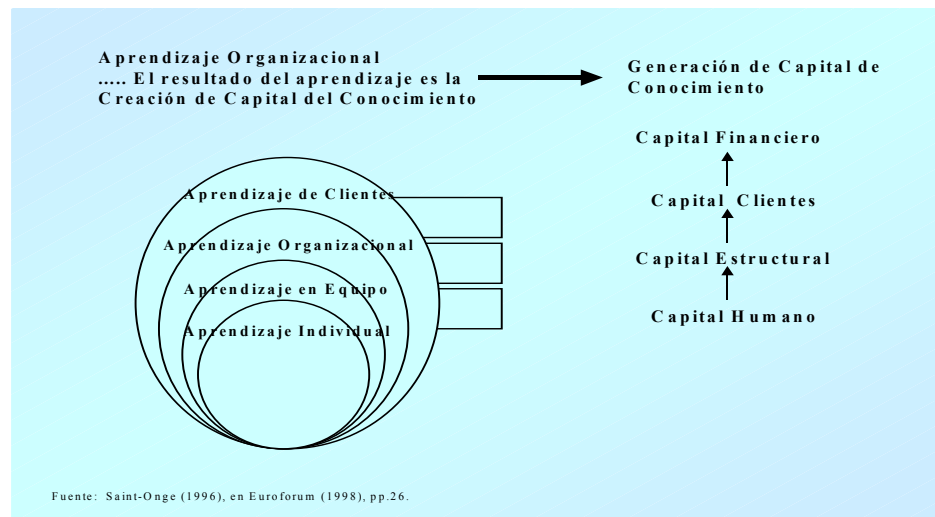 Aprendizaje Organizacional
..... El resultado del aprendizaje es la
Creación de Capital del Conocimiento
Generación de Capital de
Conocimiento
Capital Financiero
Capital Clientes
Capital Estructural
Capital Humano
Aprendizaje de Clientes
Aprendizaje Organizacional
Aprendizaje en Equipo
Aprendizaje Individual
Fuente: Saint-Onge (1996), en Euroforum (1998), pp.26.